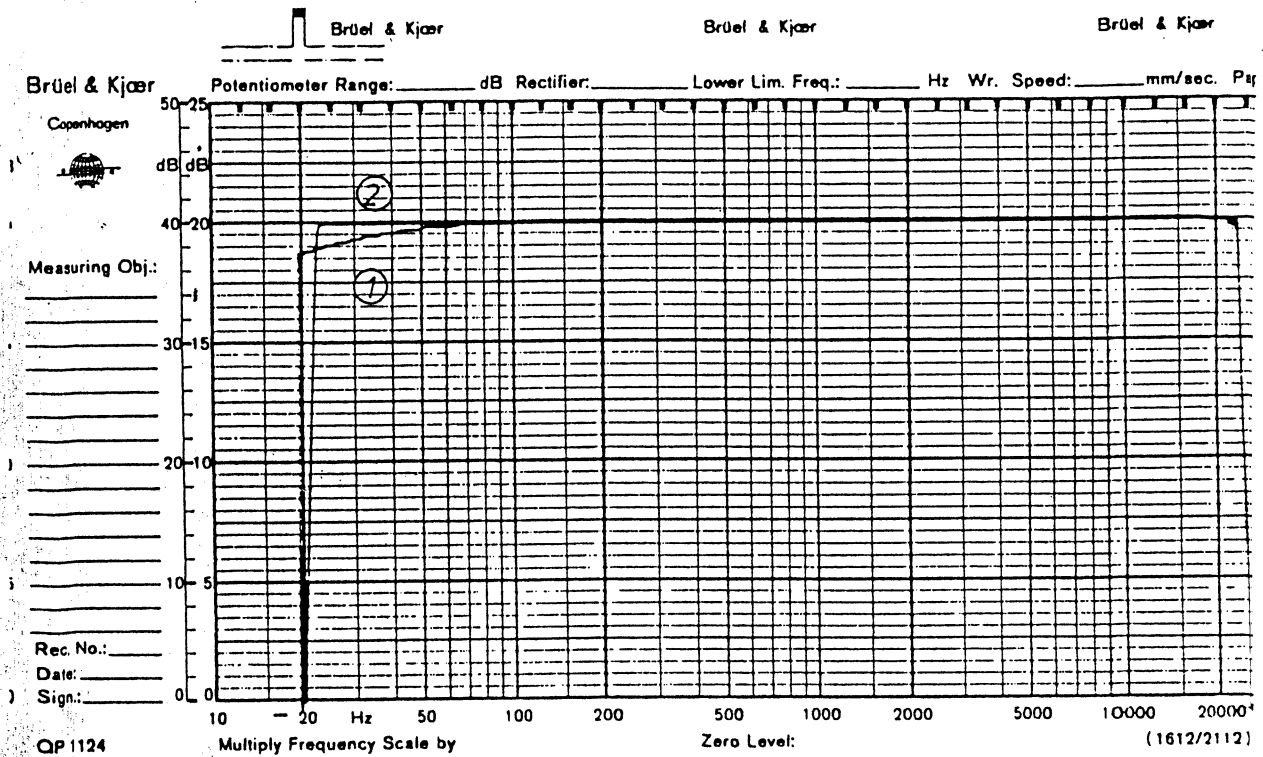 Brüel & Kjær Brüel & Kjær Brüel & Kjær
Brüel & Kjær Potentiometer Range: dB Rectifier: Lower Lim. Freq.: Hz Wr. Speed: mm/sec.
50 25
Copenhagen
dB dB
2
40 20
Measuring Obj.:
1
30 15
20 10
10 5
Rec. No.:
Date:
Sign.:
0 0
10 20 Hz 50 100 200 500 1000 2000 5000 10000 20000
QP 1124 Multiply Frequency Scale by Zero Level: (1612/2112)